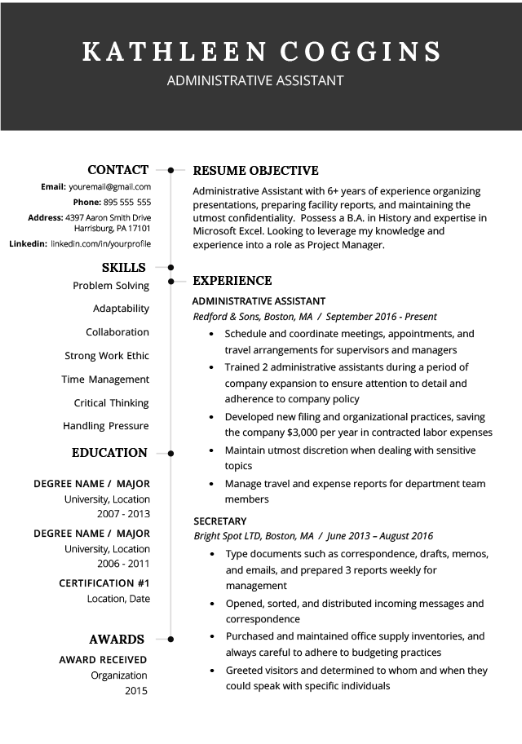 KATHLEEN COGGINS
ADMINISTRATIVE ASSISTANT
CONTACT
Email: youremail@gmail.com
Phone: 895 555 555
Address: 4397 Aaron Smith Drive
Harrisburg, PA 17101
Linkedin: linkedin.com/in/yourprofile
SKILLS
Problem Solving
Adaptability
Collaboration
Strong Work Ethic
Time Management
Critical Thinking
Handling Pressure
EDUCATION
DEGREE NAME / MAJOR
University, Location
2007 - 2013
DEGREE NAME / MAJOR
University, Location
2006 - 2011
CERTIFICATION #1
Location, Date
AWARDS
AWARD RECEIVED
Organization
2015
RESUME OBJECTIVE
Administrative Assistant with 6+ years of experience organizing
presentations, preparing facility reports, and maintaining the
utmost confidentiality. Possess a B.A. in History and expertise in
Microsoft Excel. Looking to leverage my knowledge and
experience into a role as Project Manager.
EXPERIENCE
ADMINISTRATIVE ASSISTANT
Redford & Sons, Boston, MA / September 2016 - Present
• Schedule and coordinate meetings, appointments, and
travel arrangements for supervisors and managers
• Trained 2 administrative assistants during a period of
company expansion to ensure attention to detail and
adherence to company policy
• Developed new filing and organizational practices, saving
the company $3,000 per year in contracted labor expenses
• Maintain utmost discretion when dealing with sensitive
topics
• Manage travel and expense reports for department team
members
SECRETARY
Bright Spot LTD, Boston, MA / June 2013 – August 2016
• Type documents such as correspondence, drafts, memos,
and emails, and prepared 3 reports weekly for
management
• Opened, sorted, and distributed incoming messages and
correspondence
• Purchased and maintained office supply inventories, and
always careful to adhere to budgeting practices
• Greeted visitors and determined to whom and when they
could speak with specific individuals